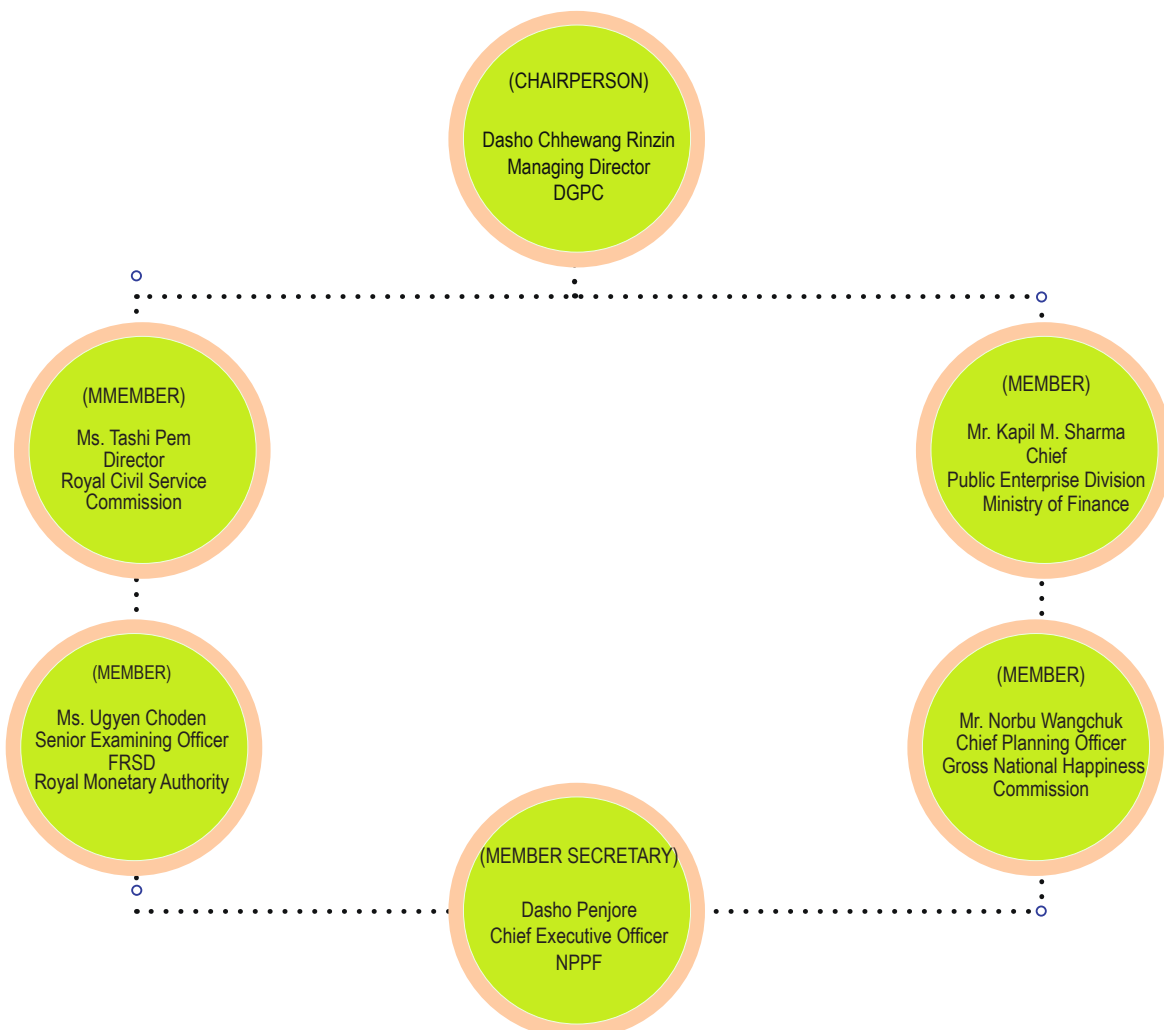 (CHAIRPERSON)
Dasho Chhewang Rinzin
Managing Director
DGPC
(MMEMBER)
Ms. Tashi Pem
Director
Royal Civil Service
Commission
(MEMBER)
Mr. Kapil M. Sharma
Chief
Public Enterprise Division
Ministry of Finance
(MEMBER)
Ms. Ugyen Choden
Senior Examining Officer
FRSD
Royal Monetary Authority
(MEMBER)
Mr. Norbu Wangchuk
Chief Planning Officer
Gross National Happiness
Commission
(MEMBER SECRETARY)
Dasho Penjore
Chief Executive Officer
NPPF